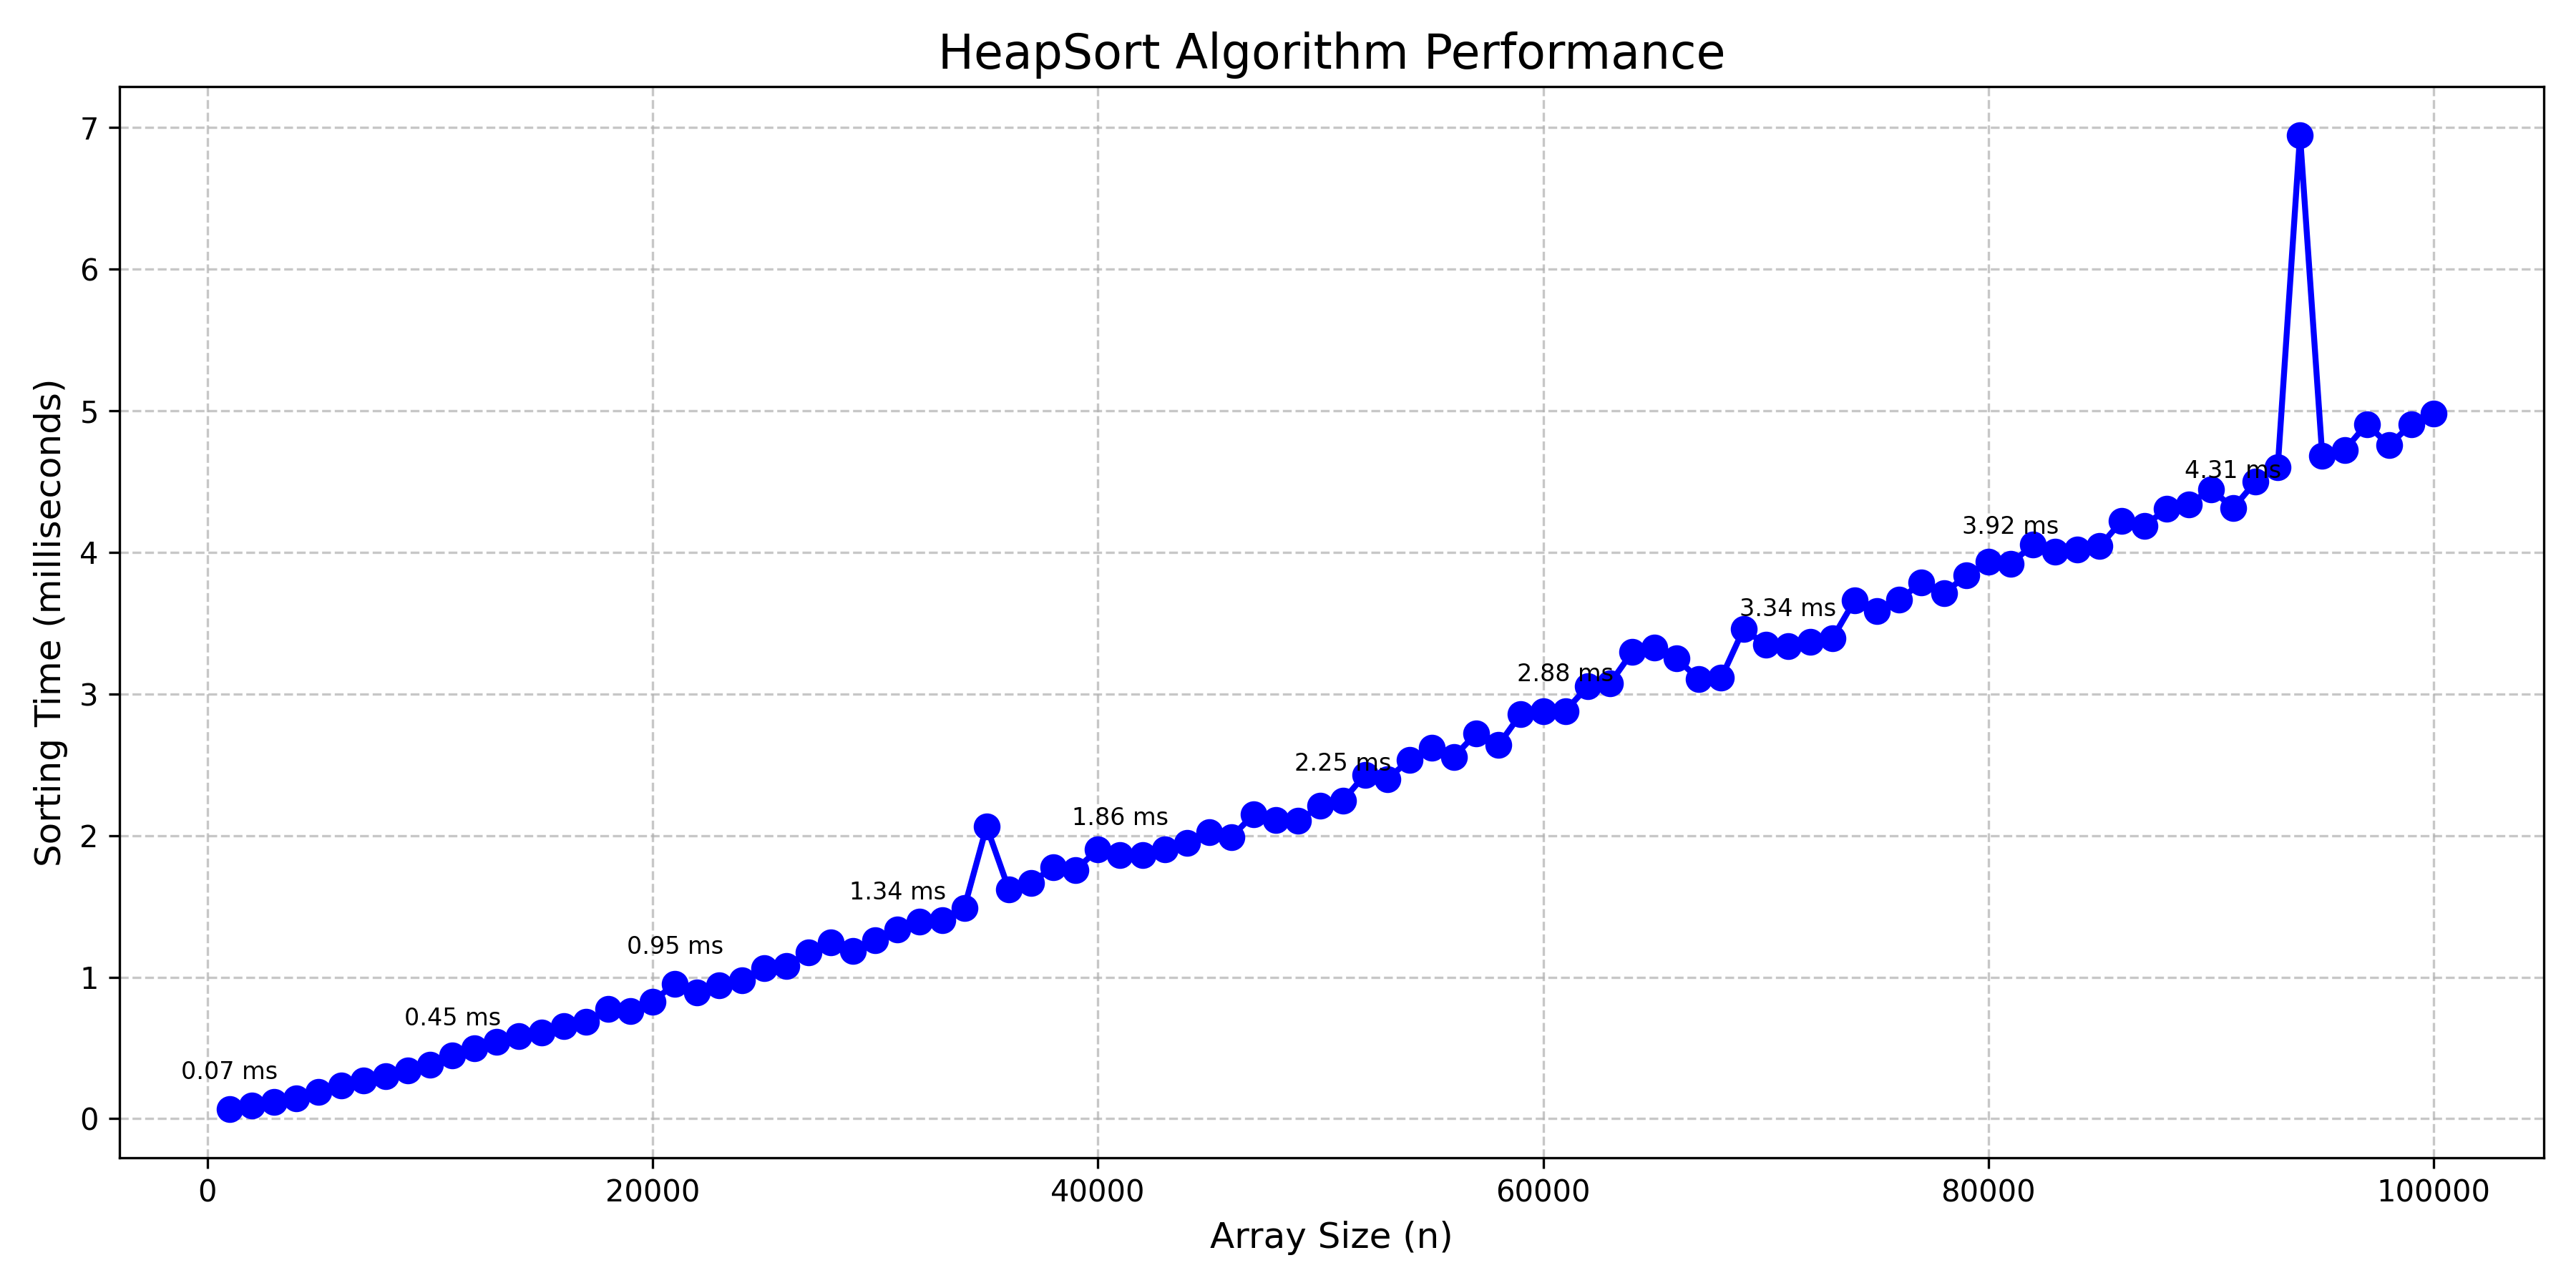 HeapSort Algorithm Performance
7
6
5
4
3
2
1
0
Sorting Time (milliseconds)
0.07 ms
0.45 ms
0.95 ms
1.34 ms
1.86 ms
2.25 ms
2.88 ms
3.34 ms
3.92 ms
4.31 ms
0 20000 40000 60000 80000 100000
Array Size (n)